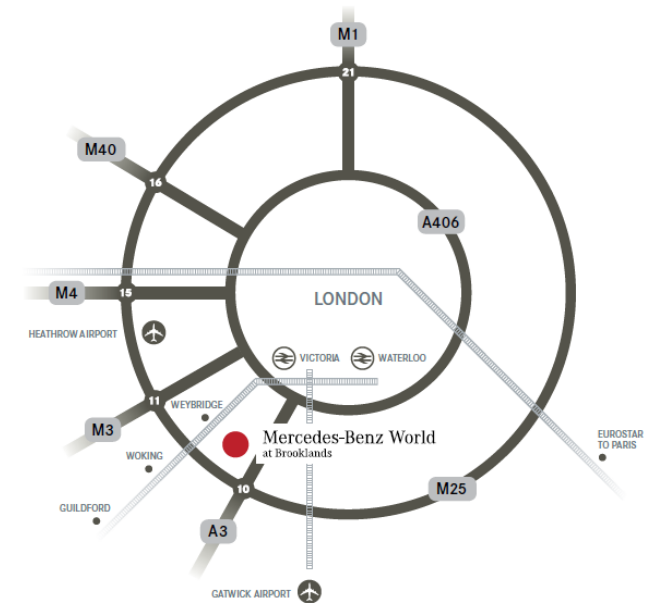 M1
21
M40
16
A406
M4
15
LONDON
HEATHROW AIRPORT
VICTORIA
WATERLOO
11
WEYBRIDGE
M3
Mercedes-Benz World
at Brooklands
EUROSTAR
TO PARIS
WOKING
10
M25
GUILDFORD
A3
GATWICK AIRPORT